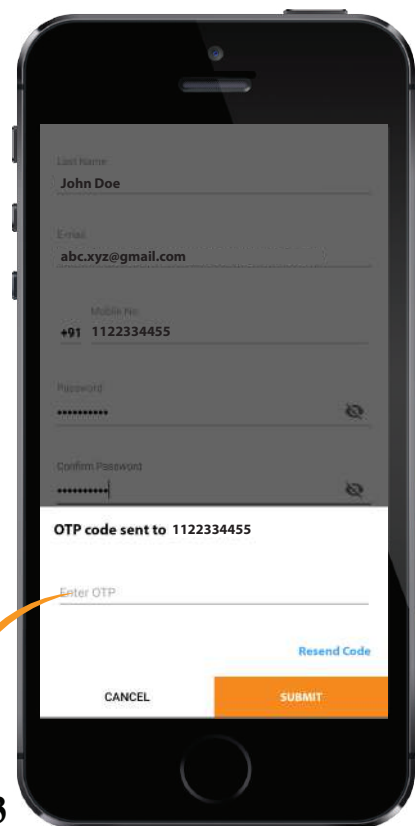 Last Name
John Doe
E-mail
abc.xyz@gmail.com
Mobile No.
+91 1122334455
Password
••••••••••
Confirm Password
••••••••••
OTP code sent to 1122334455
Enter OTP
Resend Code
CANCEL SUBMIT
3